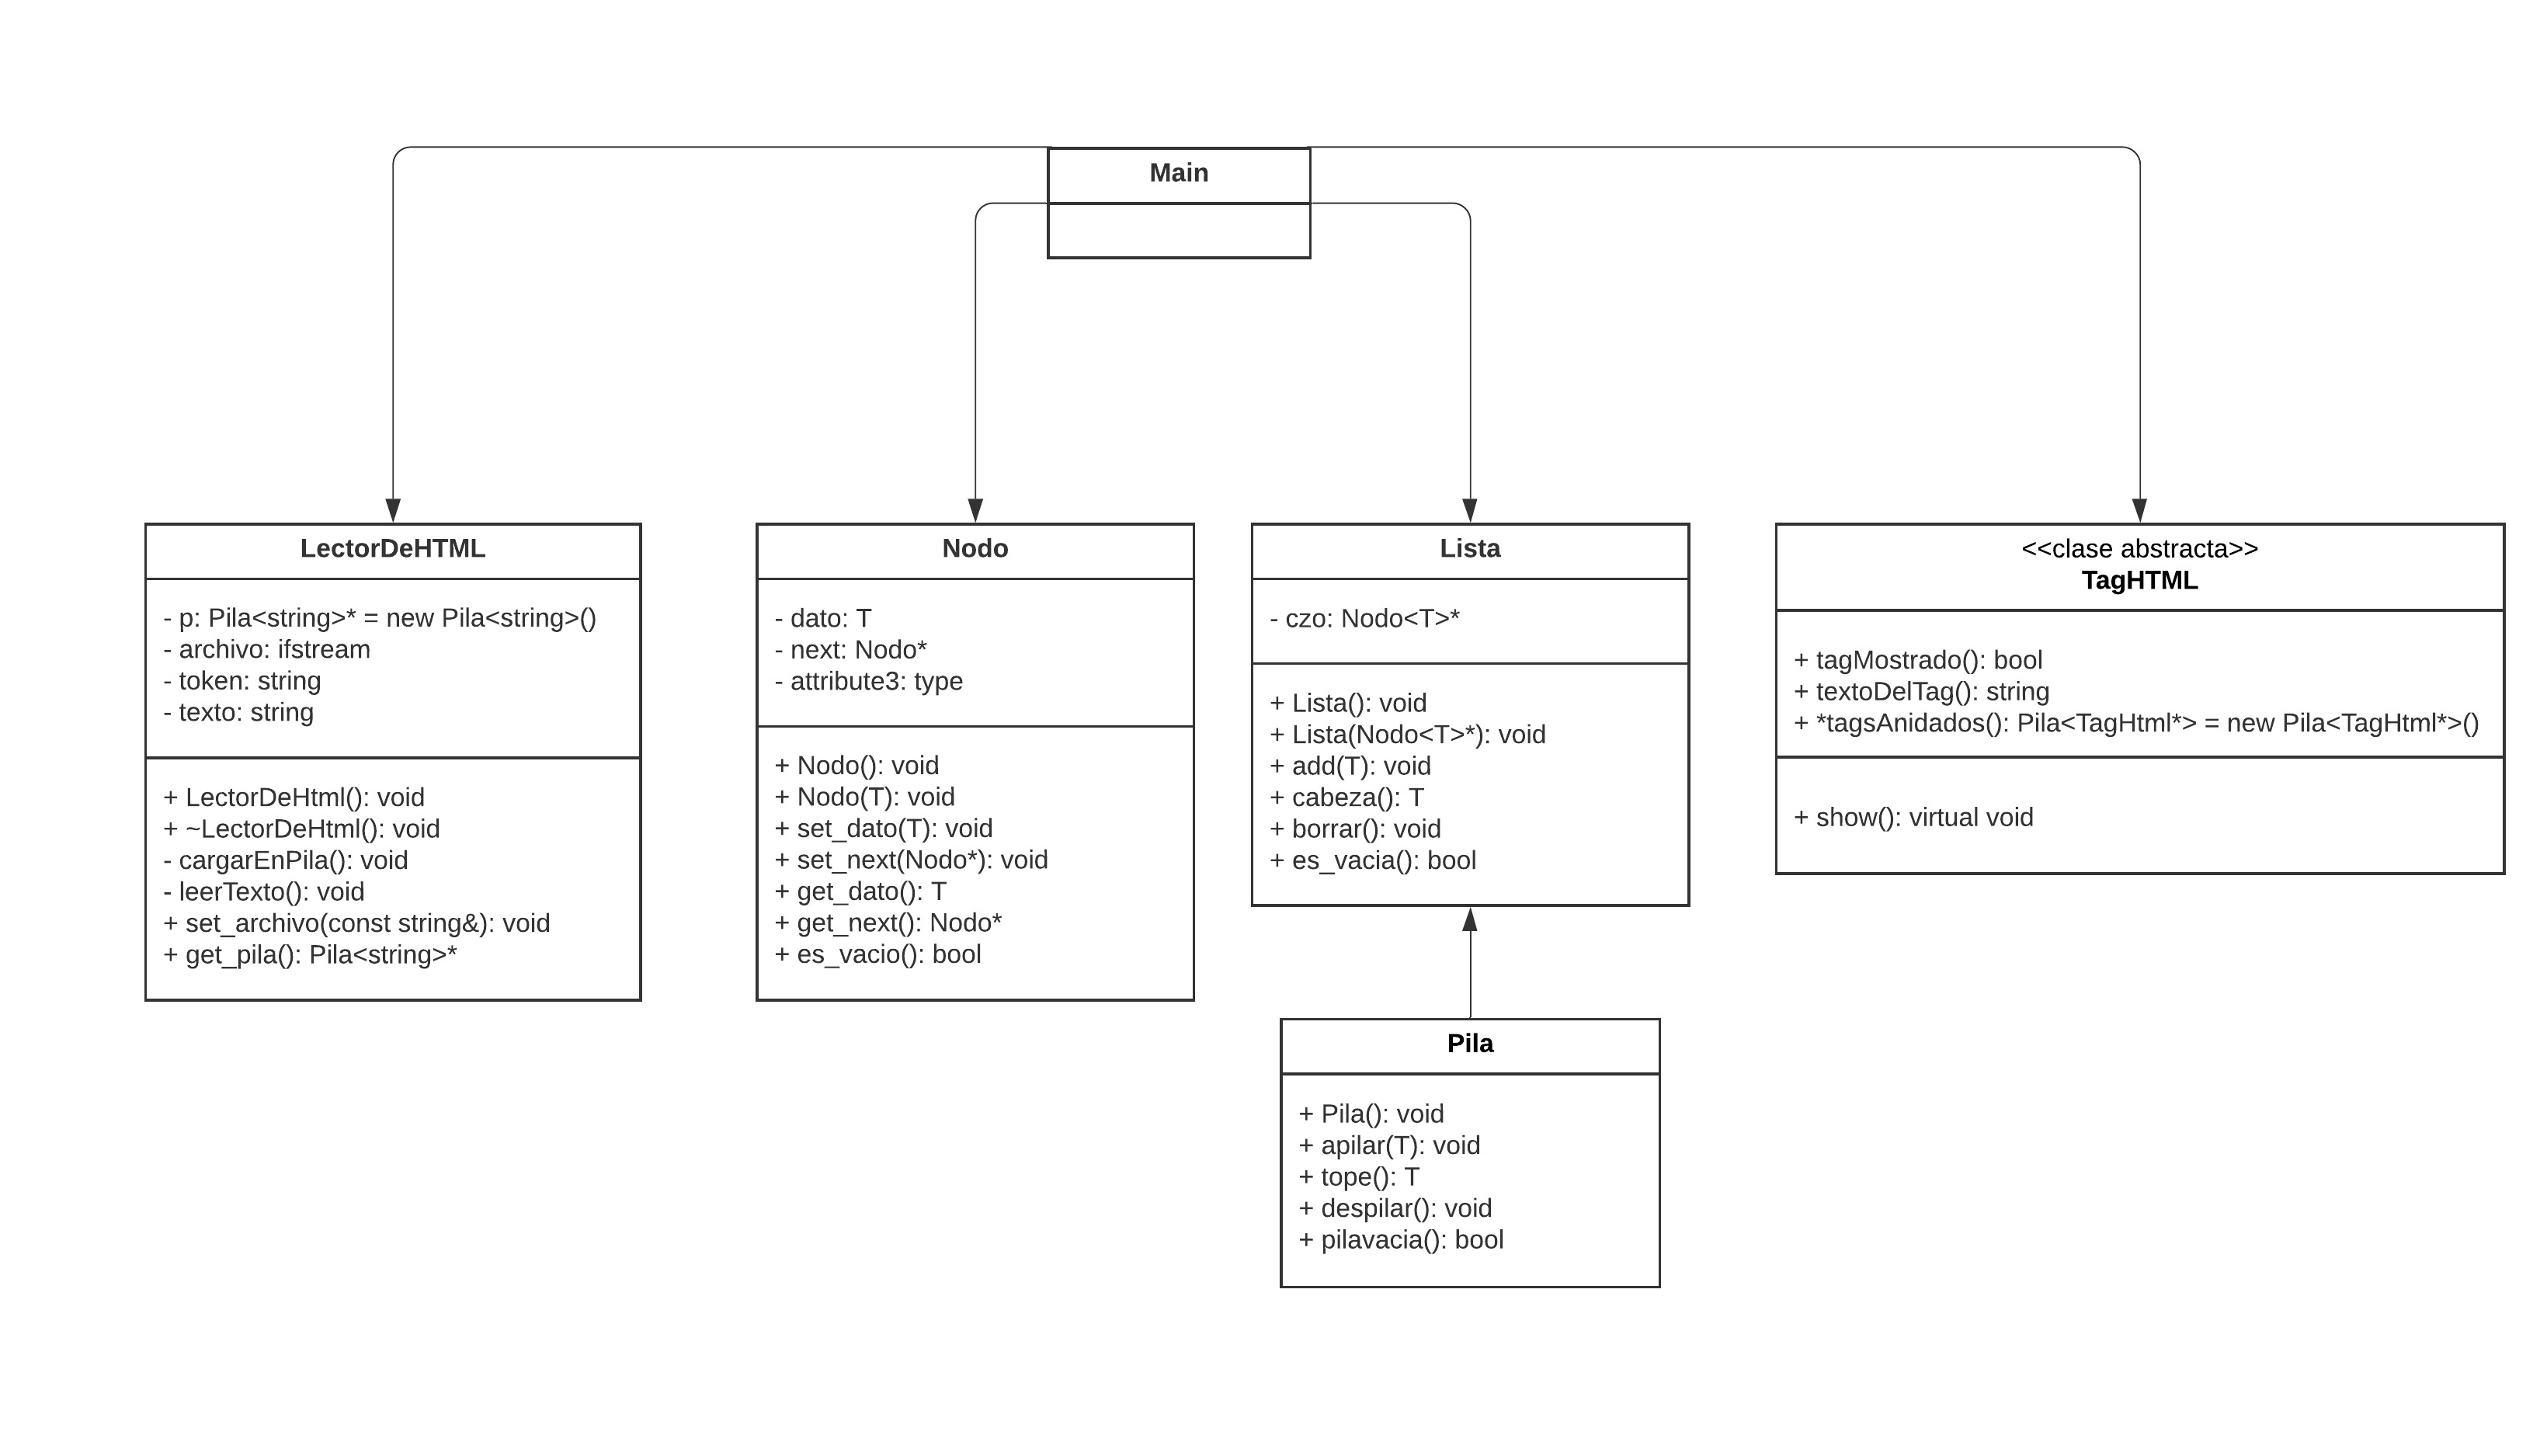 Main
LectorDeHTML
- p: Pila<string>* = new Pila<string>()
- archivo: ifstream
- token: string
- texto: string
+ LectorDeHtml(): void
+ ~LectorDeHtml(): void
- cargarEnPila(): void
- leerTexto(): void
+ set_archivo(const string&): void
+ get_pila(): Pila<string>*
Nodo
- dato: T
- next: Nodo*
- attribute3: type
+ Nodo(): void
+ Nodo(T): void
+ set_dato(T): void
+ set_next(Nodo*): void
+ get_dato(): T
+ get_next(): Nodo*
+ es_vacio(): bool
Lista
- czo: Nodo<T>*
+ Lista(): void
+ Lista(Nodo<T>*): void
+ add(T): void
+ cabeza(): T
+ borrar(): void
+ es_vacia(): bool
<<clase abstracta>>
TagHTML
+ tagMostrado(): bool
+ textoDelTag(): string
+ *tagsAnidados(): Pila<TagHtml*> = new Pila<TagHtml*>()
+ show(): virtual void
Pila
+ Pila(): void
+ apilar(T): void
+ tope(): T
+ despilar(): void
+ pilavacia(): bool